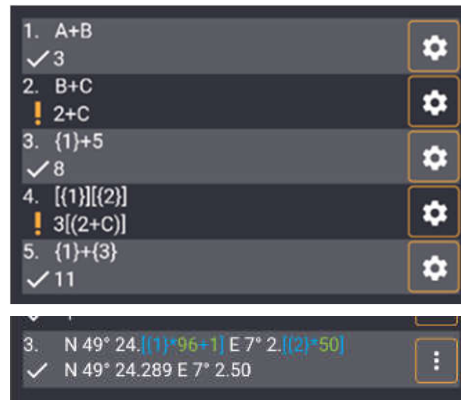 1. A+B
3
2. B+C
2+C
3. {1}+5
8
4. [{1}][{2}]
3[(2+C)]
5. {1}+{3}
11
3. N 49° 24.[{1}*96+1] E 7° 2.[{2}*50]
N 49° 24.289 E 7° 2.50